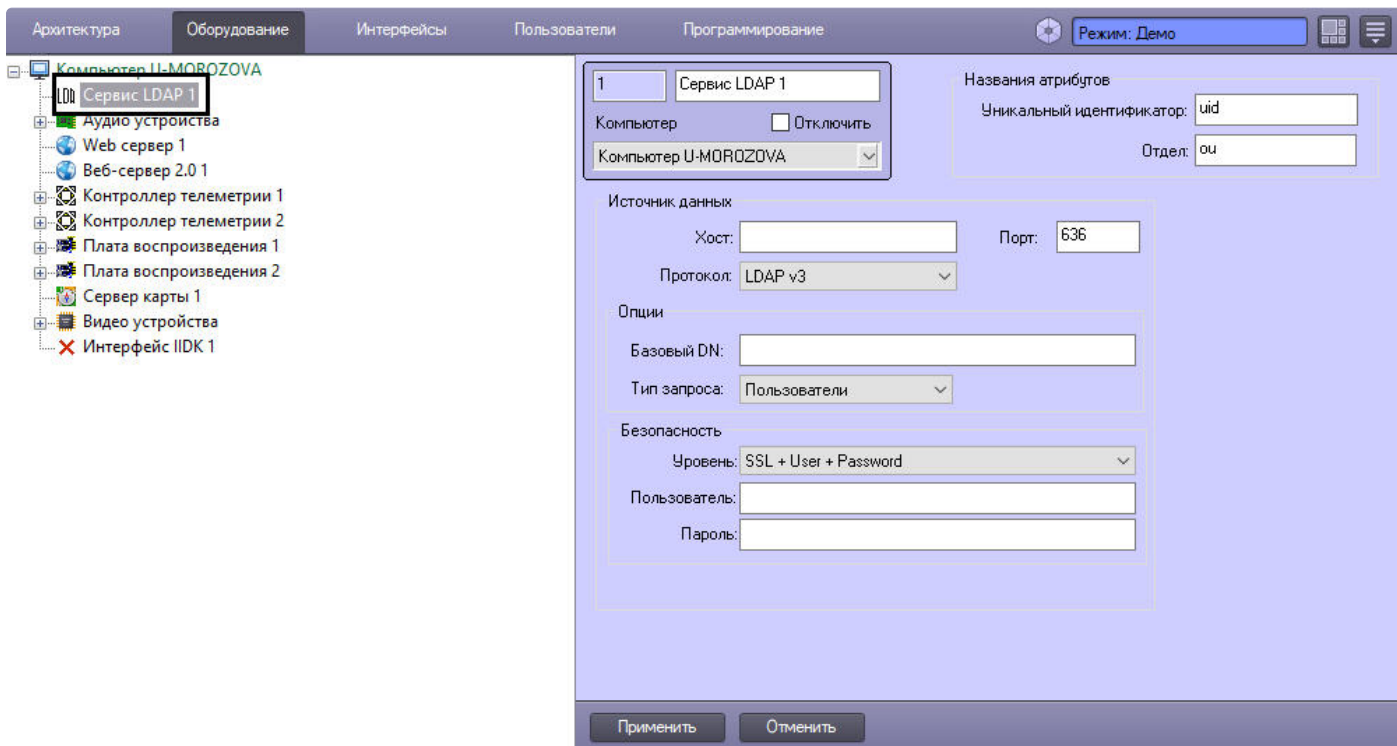 Архитектура Оборудование Интерфейсы Пользователи Программирование Режим: Демо
Компьютер U-MOROZOVA
LDA Сервис LDAP 1
Аудио устройства
Web сервер 1
Веб-сервер 2.0 1
Контроллер телеметрии 1
Контроллер телеметрии 2
Плата воспроизведения 1
Плата воспроизведения 2
Сервер карты 1
Видео устройства
Интерфейс IIDK 1
1 Сервис LDAP 1
Компьютер Отключить
Компьютер U-MOROZOVA
Названия атрибутов
Уникальный идентификатор: uid
Отдел: ou
Источник данных
Хост: Порт: 636
Протокол: LDAP v3
Опции
Базовый DN:
Тип запроса: Пользователи
Безопасность
Уровень: SSL + User + Password
Пользователь:
Пароль:
Применить Отменить